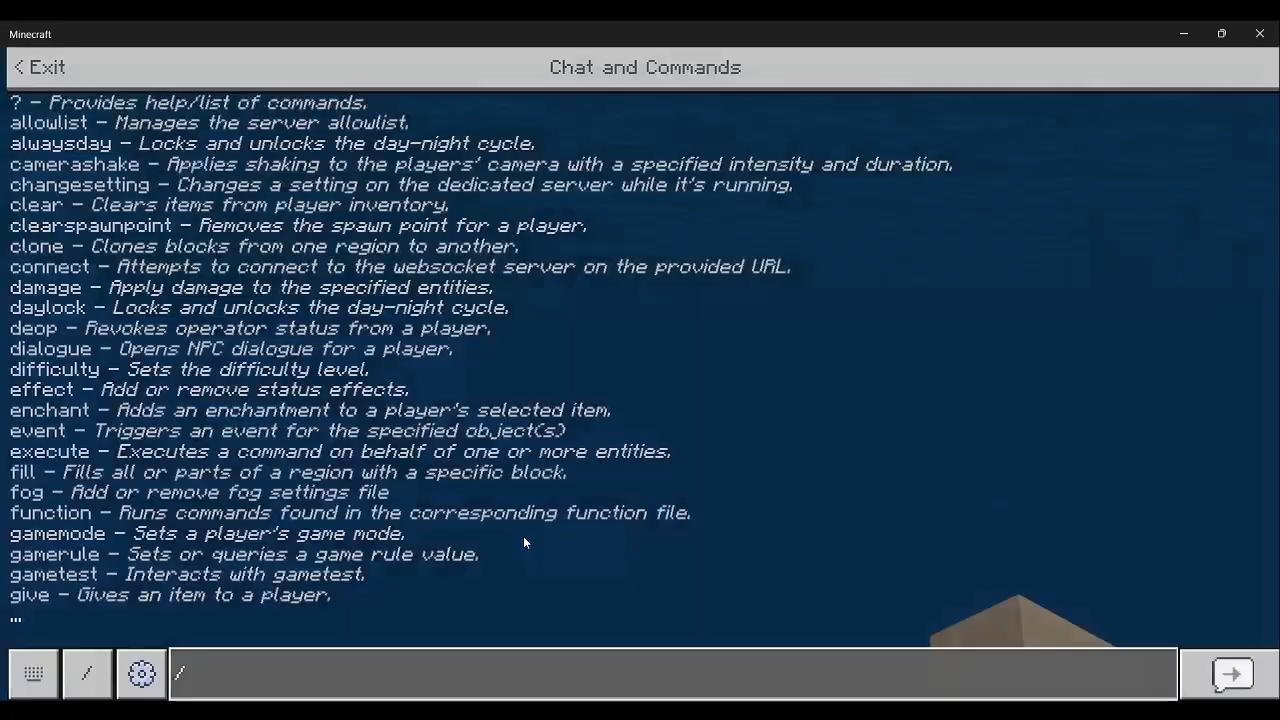 Minecraft
< Exit
Chat and Commands
? – Provides help/list of commands.
allowlist – Manages the server allowlist.
alwaysday – Locks and unlocks the day-night cycle.
camerashake – Applies shaking to the players' camera with a specified intensity and duration.
changesetting – Changes a setting on the dedicated server while it's running.
clear – Clears items from player inventory.
clearspawnpoint – Removes the spawn point for a player.
clone – Clones blocks from one region to another.
connect – Attempts to connect to the websocket server on the provided URL.
damage – Apply damage to the specified entities.
daylock – Locks and unlocks the day-night cycle.
deop – Revokes operator status from a player.
dialogue – Opens NPC dialogue for a player.
difficulty – Sets the difficulty level.
effect – Add or remove status effects.
enchant – Adds an enchantment to a player's selected item.
event – Triggers an event for the specified object(s)
execute – Executes a command on behalf of one or more entities.
fill – Fills all or parts of a region with a specific block.
fog – Add or remove fog settings file
function – Runs commands found in the corresponding function file.
gamemode – Sets a player's game mode.
gamerule – Sets or queries a game rule value.
gametest – Interacts with gametest.
give – Gives an item to a player.
...
/ /